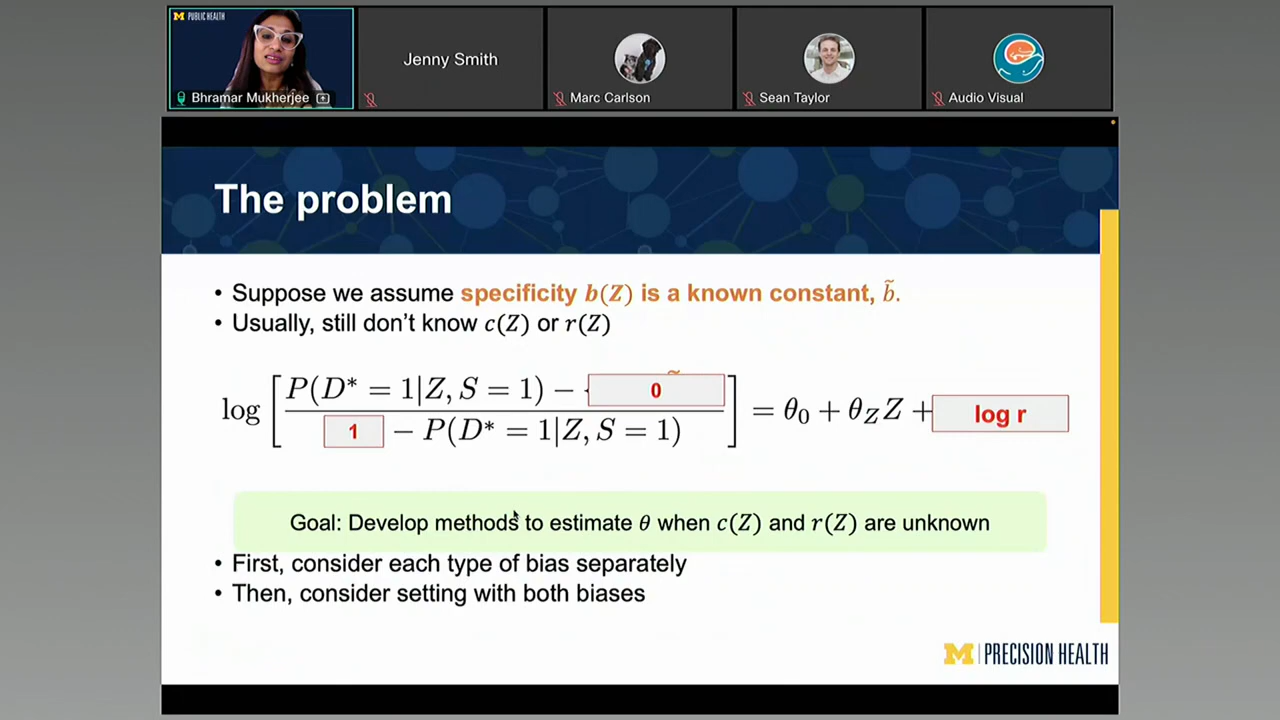 M PUBLIC HEALTH
Jenny Smith
Bhramar Mukherjee
Marc Carlson
Sean Taylor
Audio Visual
The problem
• Suppose we assume specificity b(Z) is a known constant, b̃.
• Usually, still don't know c(Z) or r(Z)
log [ P(D* = 1|Z, S = 1) − 0 / 1 − P(D* = 1|Z, S = 1) ] = θ₀ + θ_Z Z + log r
Goal: Develop methods to estimate θ when c(Z) and r(Z) are unknown
• First, consider each type of bias separately
• Then, consider setting with both biases
M | PRECISION HEALTH